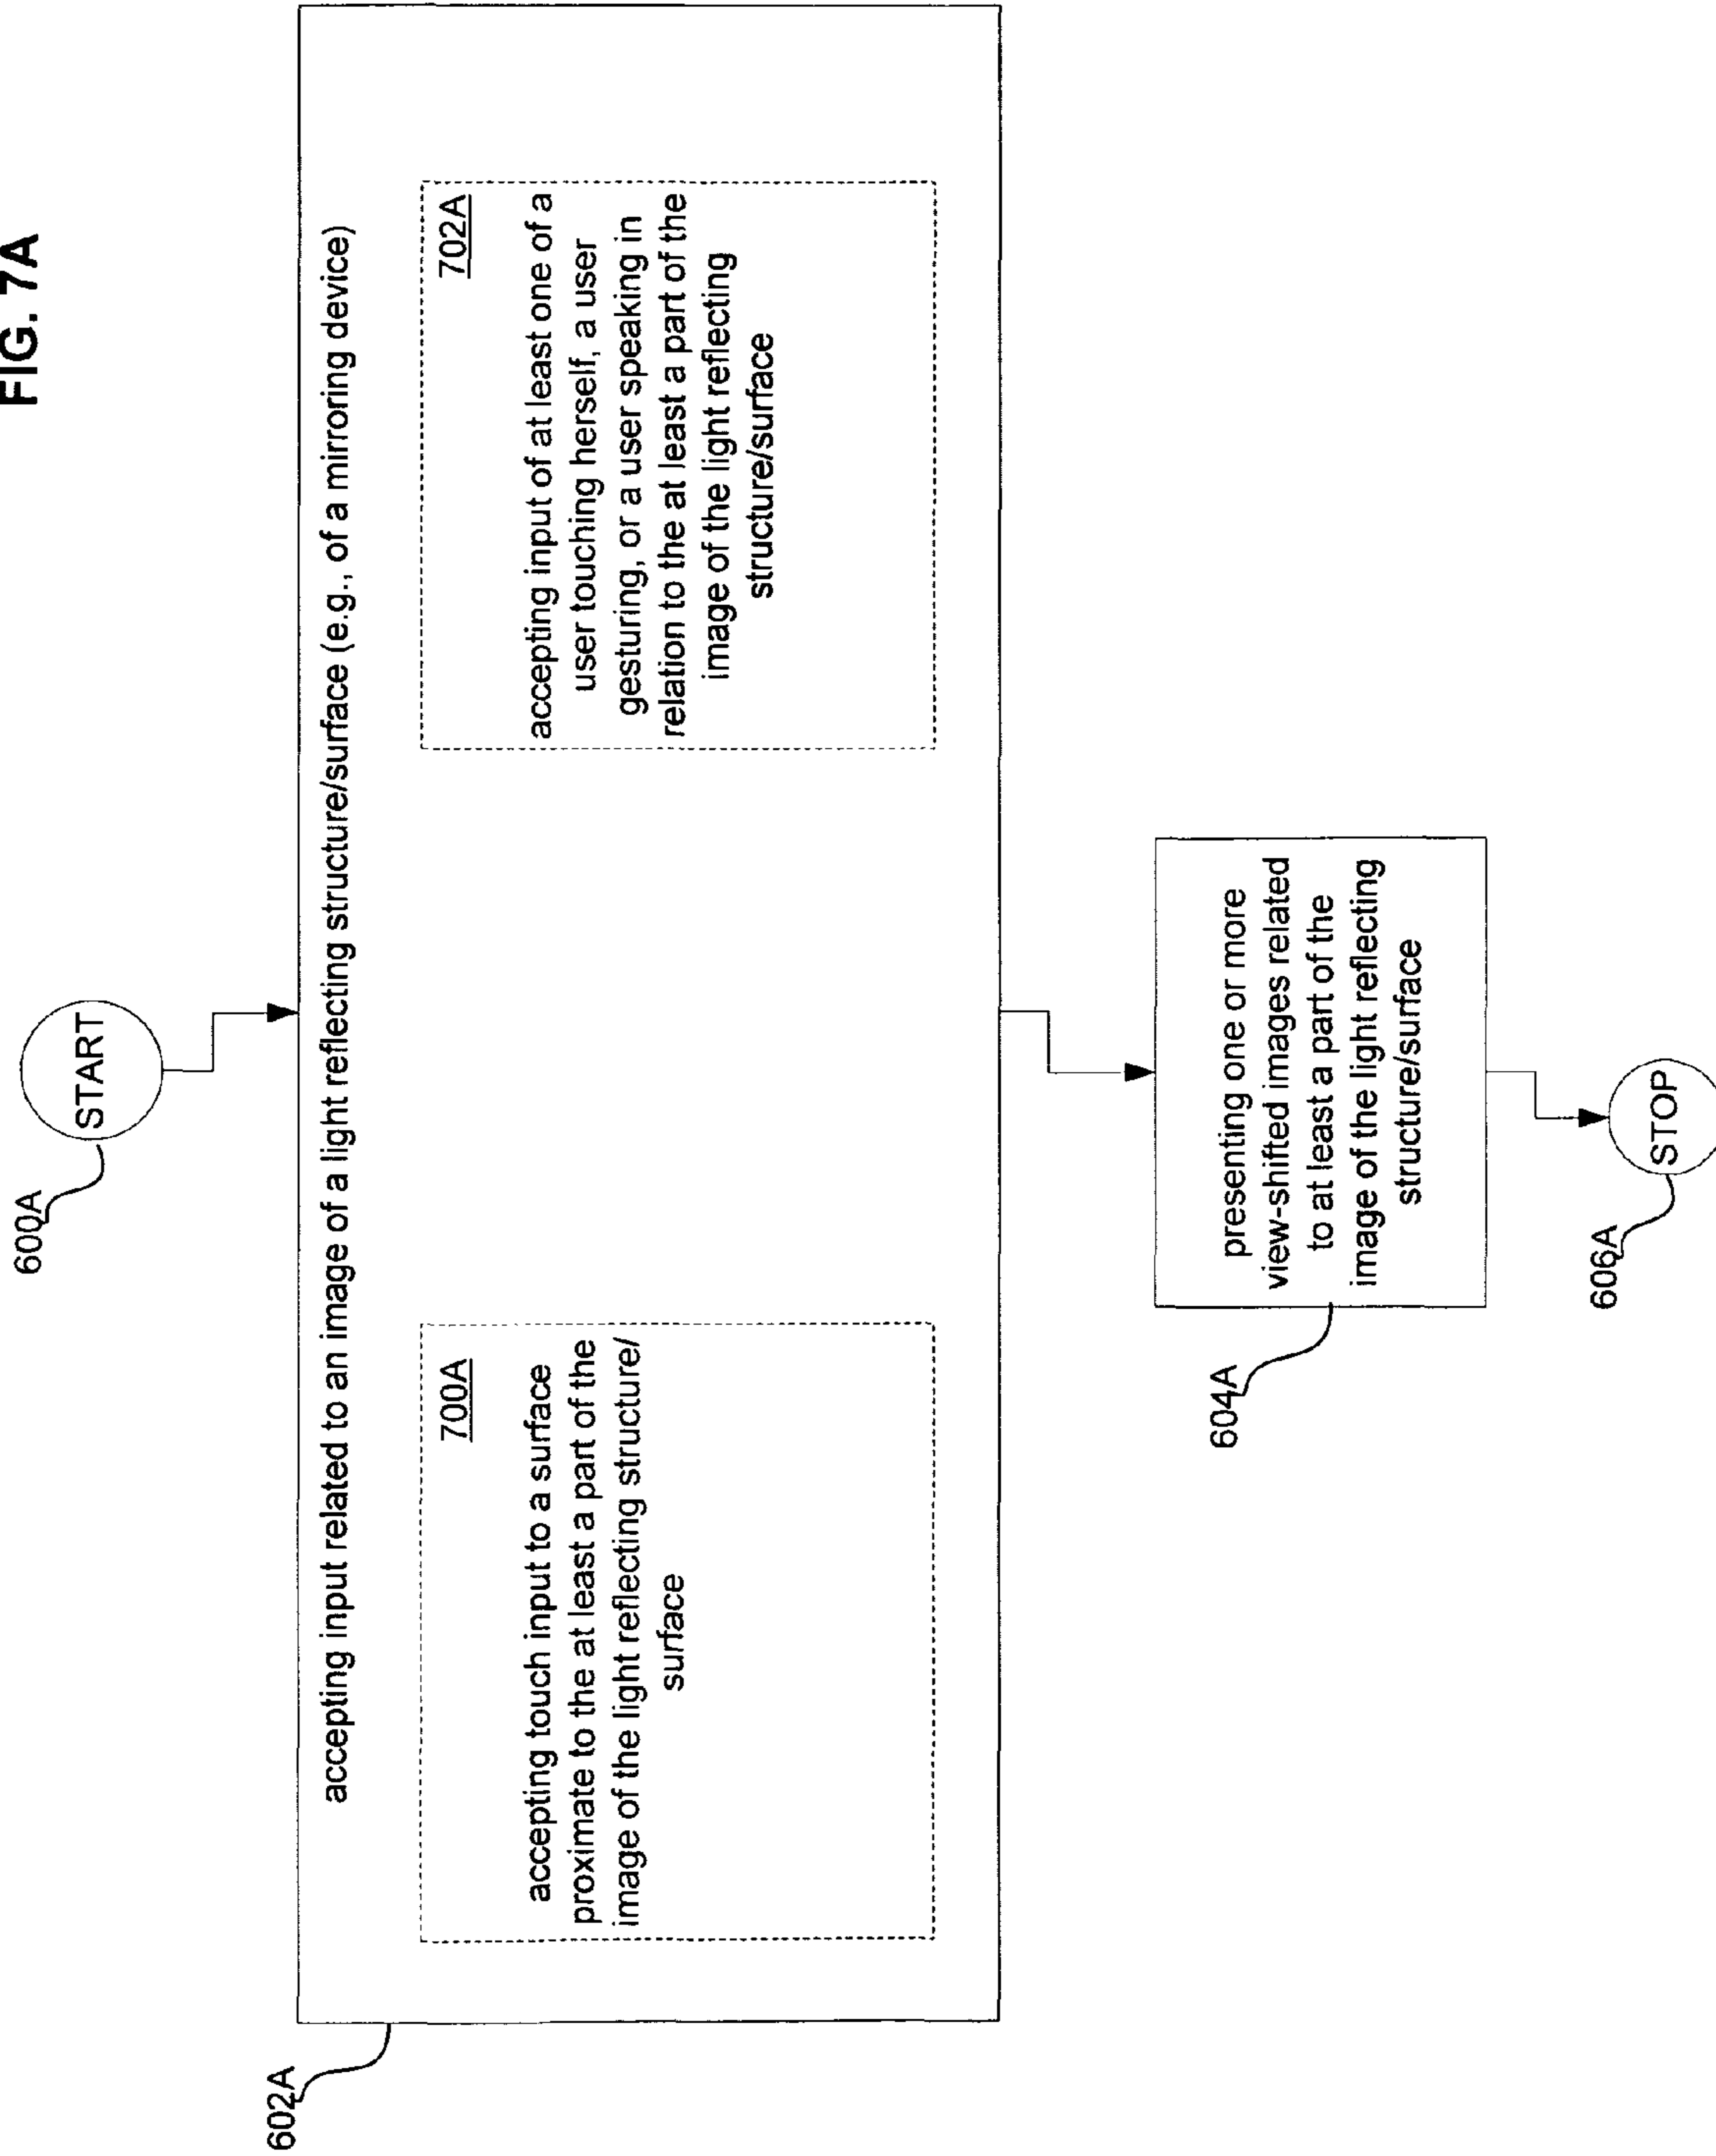 FIG. 7A
600A
START
602A
accepting input related to an image of a light reflecting structure/surface (e.g., of a mirroring device)
700A
accepting touch input to a surface
proximate to the at least a part of the
image of the light reflecting structure/
surface
702A
accepting input of at least one of a
user touching herself, a user
gesturing, or a user speaking in
relation to the at least a part of the
image of the light reflecting
structure/surface
604A
presenting one or more
view-shifted images related
to at least a part of the
image of the light reflecting
structure/surface
606A
STOP